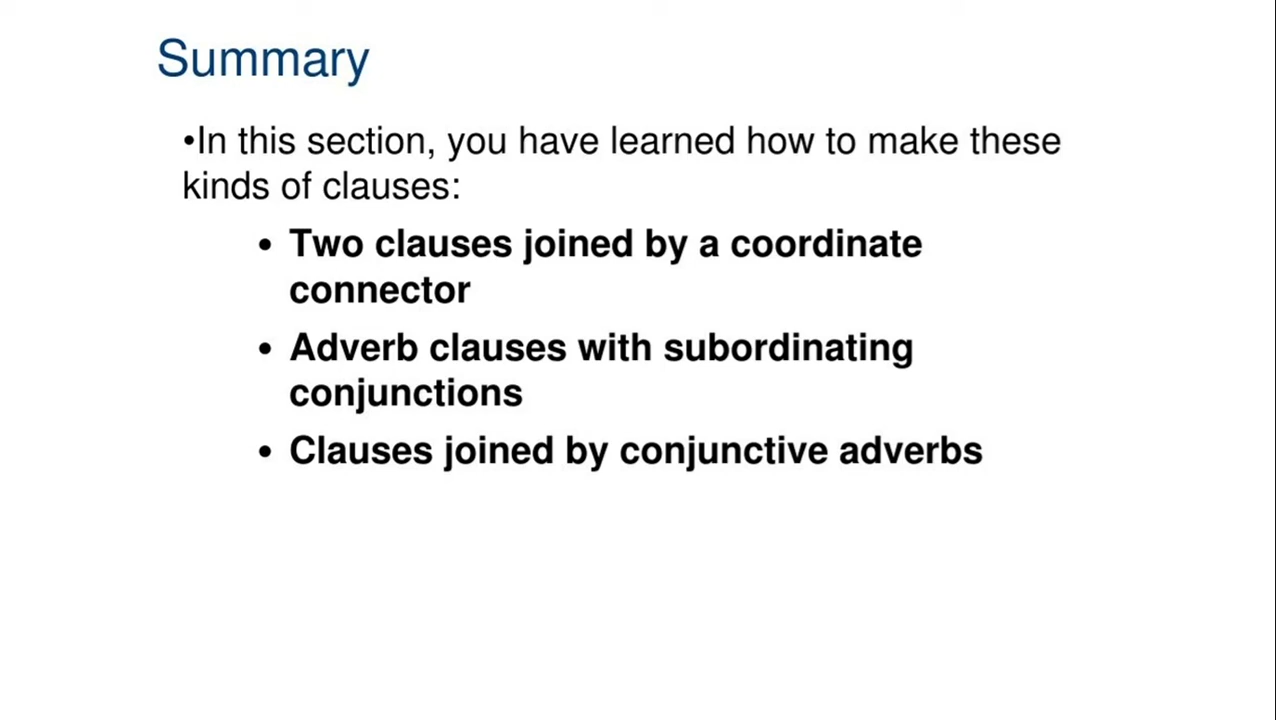 Summary
•In this section, you have learned how to make these
kinds of clauses:
• Two clauses joined by a coordinate
connector
• Adverb clauses with subordinating
conjunctions
• Clauses joined by conjunctive adverbs